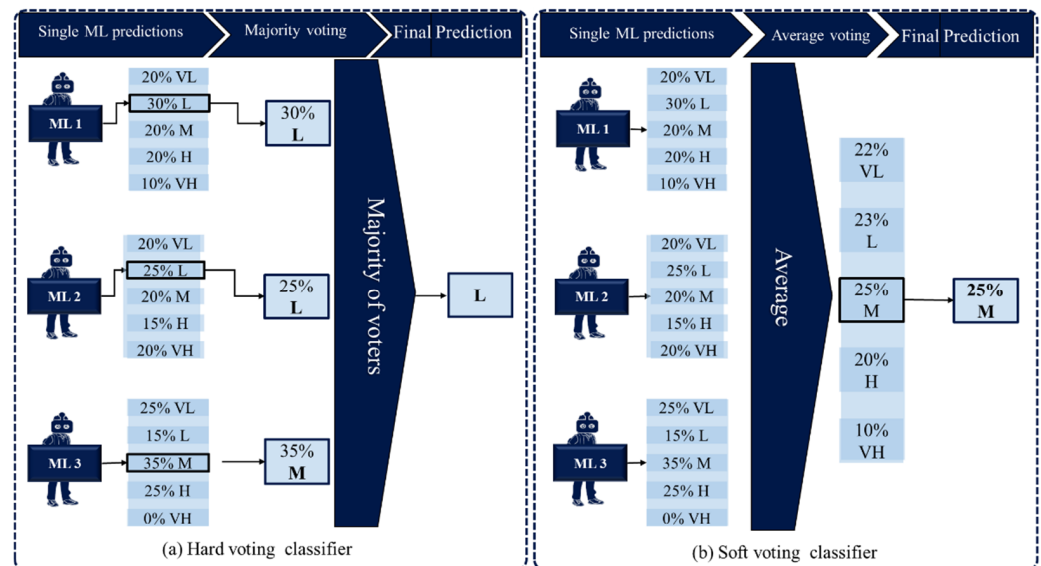 Single ML predictions
Majority voting
Final Prediction
ML 1
20% VL
30% L
20% M
20% H
10% VH
30%
L
ML 2
20% VL
25% L
20% M
15% H
20% VH
25%
L
ML 3
25% VL
15% L
35% M
25% H
0% VH
35%
M
Majority of voters
L
(a) Hard voting classifier
Single ML predictions
Average voting
Final Prediction
ML 1
20% VL
30% L
20% M
20% H
10% VH
ML 2
20% VL
25% L
20% M
15% H
20% VH
ML 3
25% VL
15% L
35% M
25% H
0% VH
Average
22%
VL
23%
L
25%
M
20%
H
10%
VH
25%
M
(b) Soft voting classifier